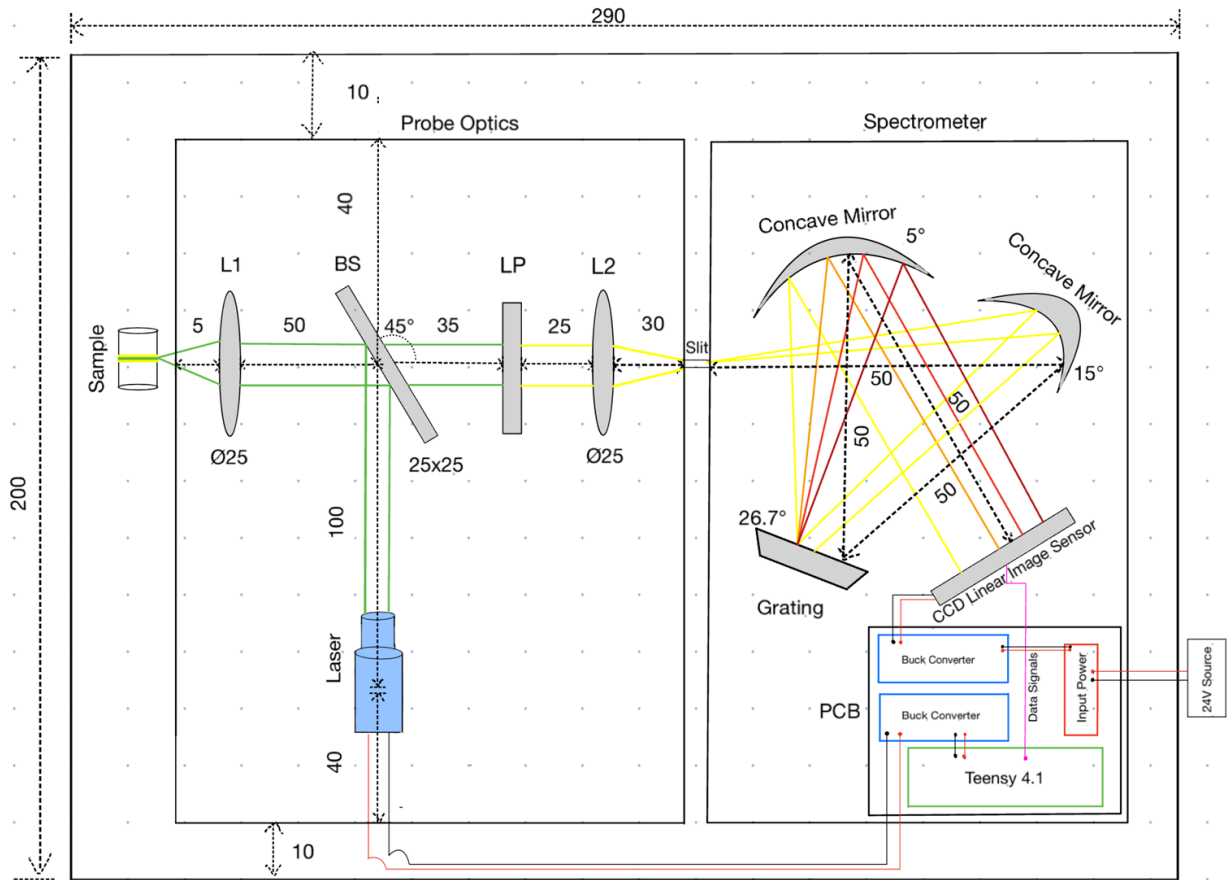 290
10
Probe Optics
Spectrometer
40
Concave Mirror
5°
Concave Mirror
L1
BS
LP
L2
5
50
45°
35
25
30
Slit
Sample
50
15°
50
50
Ø25
25x25
Ø25
200
100
50
26.7°
Grating
CCD Linear Image Sensor
Laser
Buck Converter
Data Signals
Input Power
24V Source
PCB
Buck Converter
40
Teensy 4.1
10